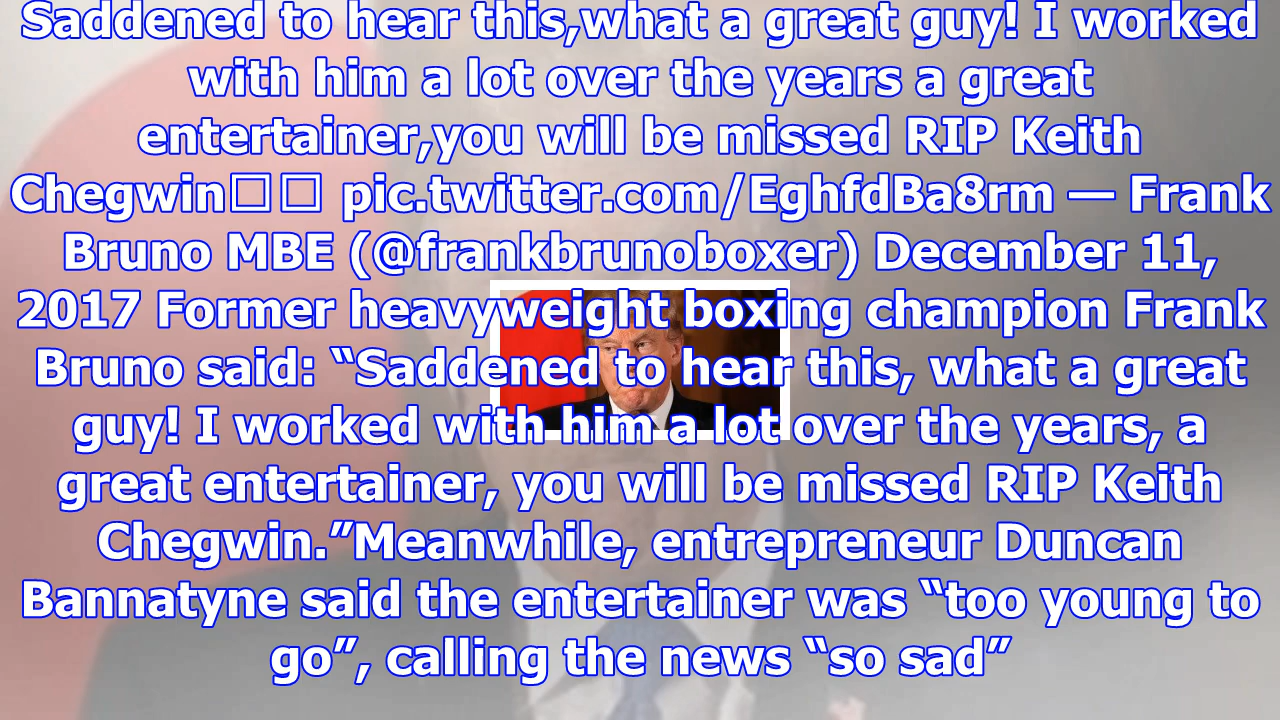 Saddened to hear this,what a great guy! I worked
with him a lot over the years a great
entertainer,you will be missed RIP Keith
Chegwin□□ pic.twitter.com/EghfdBa8rm — Frank
Bruno MBE (@frankbrunoboxer) December 11,
2017 Former heavyweight boxing champion Frank
Bruno said: “Saddened to hear this, what a great
guy! I worked with him a lot over the years, a
great entertainer, you will be missed RIP Keith
Chegwin.”Meanwhile, entrepreneur Duncan
Bannatyne said the entertainer was “too young to
go”, calling the news “so sad”